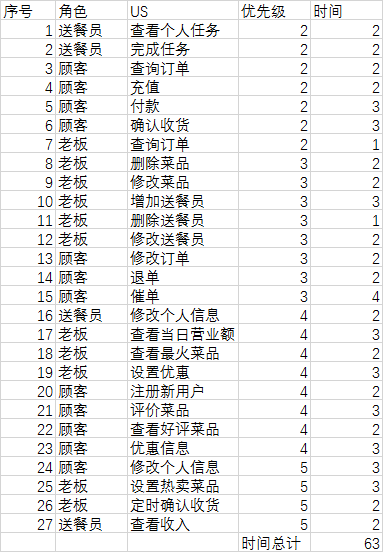 序号 角色 US 优先级 时间
1 送餐员 查看个人任务 2 2
2 送餐员 完成任务 2 2
3 顾客 查询订单 2 2
4 顾客 充值 2 2
5 顾客 付款 2 3
6 顾客 确认收货 2 3
7 老板 查询订单 2 1
8 老板 删除菜品 3 2
9 老板 修改菜品 3 2
10 老板 增加送餐员 3 3
11 老板 删除送餐员 3 1
12 老板 修改送餐员 3 2
13 顾客 修改订单 3 2
14 顾客 退单 3 2
15 顾客 催单 3 4
16 送餐员 修改个人信息 4 2
17 老板 查看当日营业额 4 3
18 老板 查看最火菜品 4 2
19 老板 设置优惠 4 3
20 顾客 注册新用户 4 2
21 顾客 评价菜品 4 3
22 顾客 查看好评菜品 4 2
23 顾客 优惠信息 4 3
24 顾客 修改个人信息 5 3
25 老板 设置热卖菜品 5 3
26 老板 定时确认收货 5 2
27 送餐员 查看收入 5 2
时间总计 63